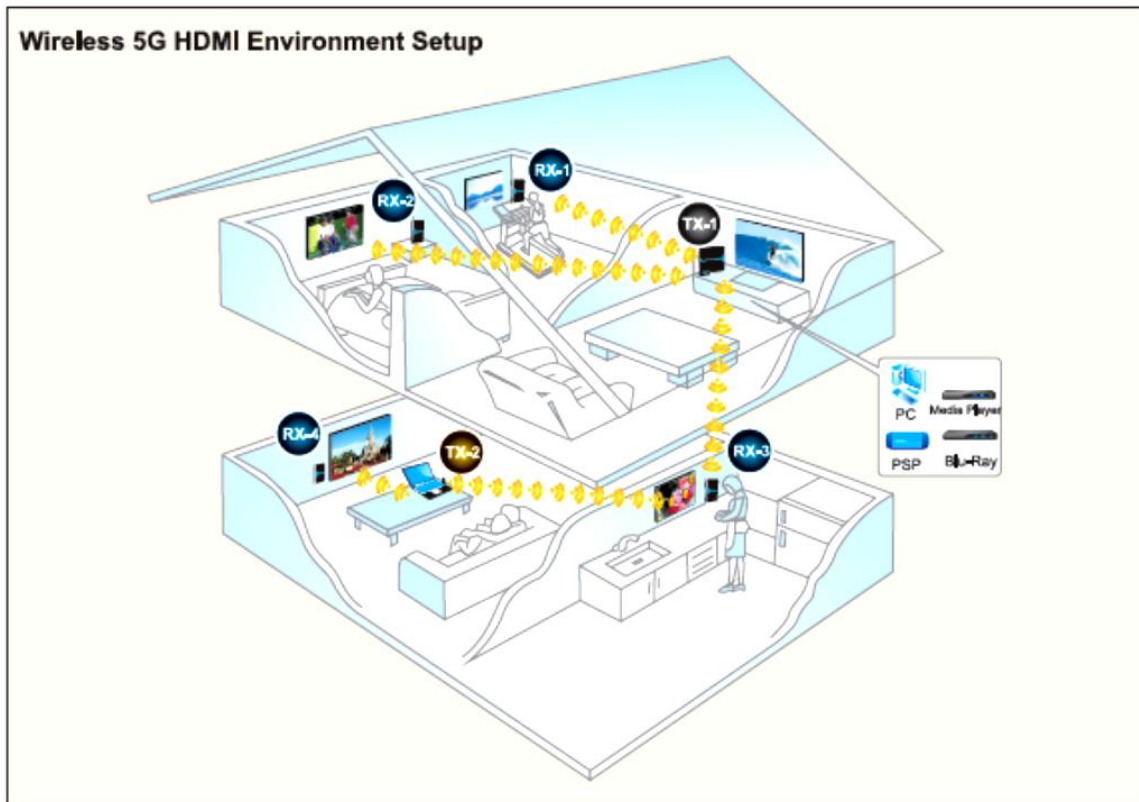 Wireless 5G HDMI Environment Setup
RX-1
RX-2
TX-1
PC
Media Player
PSP
Blu-Ray
RX-4
TX-2
RX-3